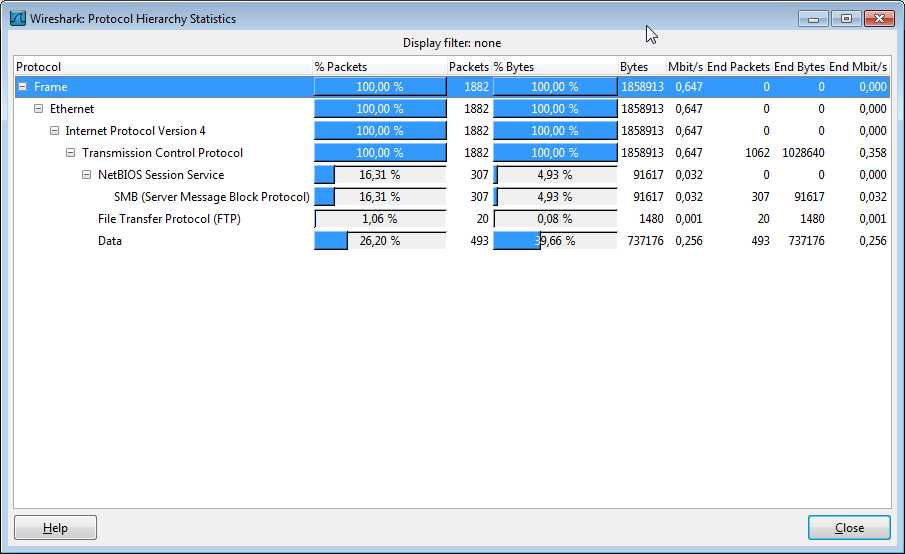 Wireshark: Protocol Hierarchy Statistics
Display filter: none
Protocol % Packets Packets % Bytes Bytes Mbit/s End Packets End Bytes End Mbit/s
Frame 100,00 % 1882 100,00 % 1858913 0,647 0 0 0,000
Ethernet 100,00 % 1882 100,00 % 1858913 0,647 0 0 0,000
Internet Protocol Version 4 100,00 % 1882 100,00 % 1858913 0,647 0 0 0,000
Transmission Control Protocol 100,00 % 1882 100,00 % 1858913 0,647 1062 1028640 0,358
NetBIOS Session Service 16,31 % 307 4,93 % 91617 0,032 0 0 0,000
SMB (Server Message Block Protocol) 16,31 % 307 4,93 % 91617 0,032 307 91617 0,032
File Transfer Protocol (FTP) 1,06 % 20 0,08 % 1480 0,001 20 1480 0,001
Data 26,20 % 493 39,66 % 737176 0,256 493 737176 0,256
Help Close